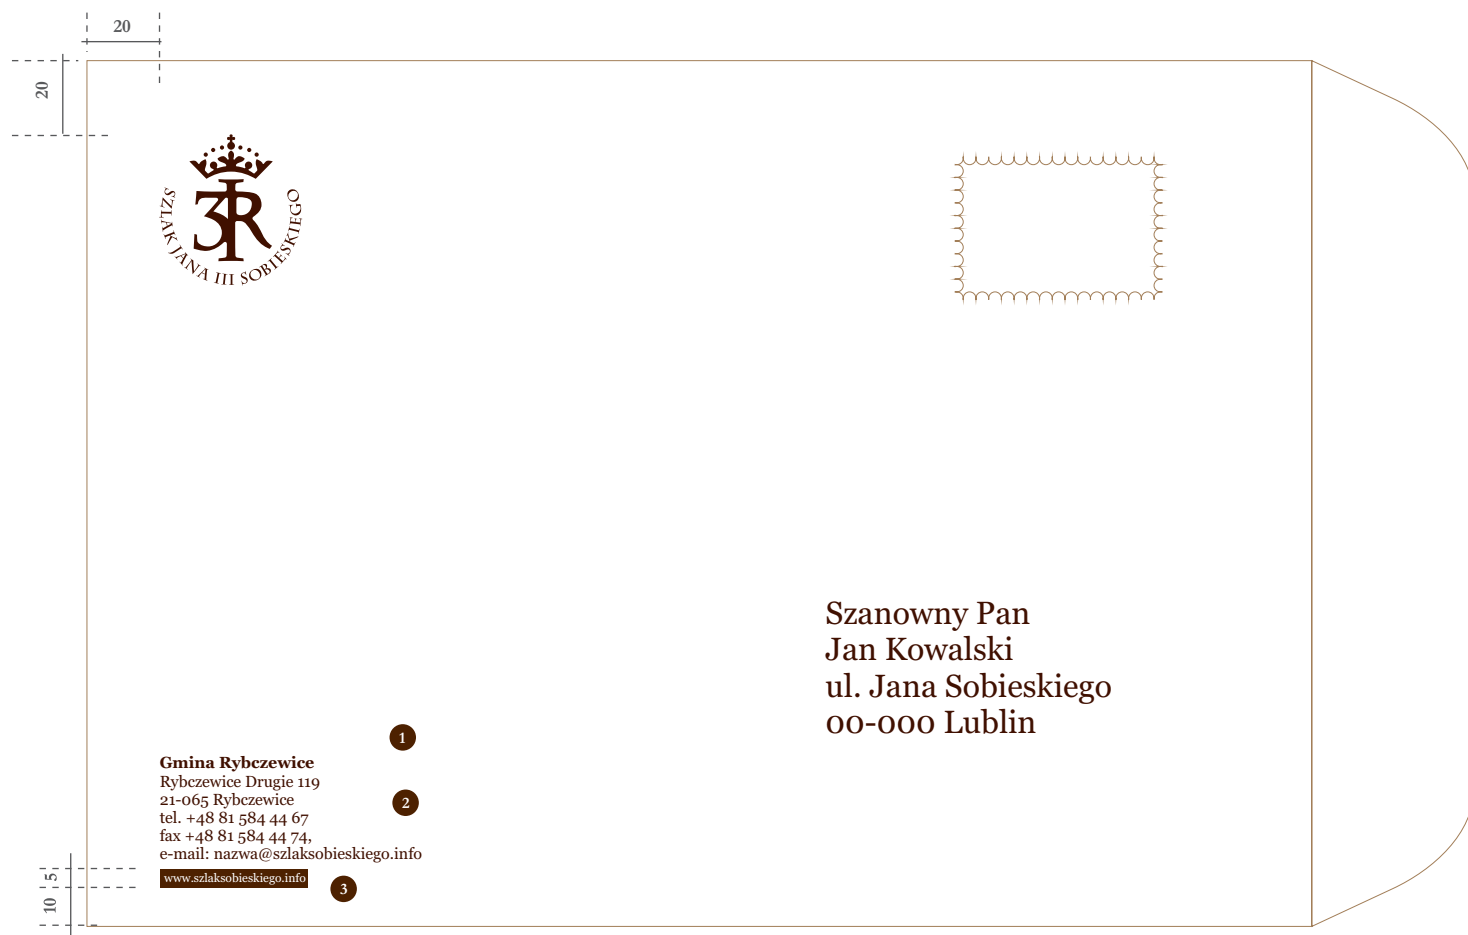 20
20
SZLAK JANA III SOBIESKIEGO
3IR
Szanowny Pan
Jan Kowalski
ul. Jana Sobieskiego
00-000 Lublin
1
Gmina Rybczewice
Rybczewice Drugie 119
21-065 Rybczewice
2
tel. +48 81 584 44 67
fax +48 81 584 44 74,
e-mail: nazwa@szlaksobieskiego.info
www.szlaksobieskiego.info
3
5
10